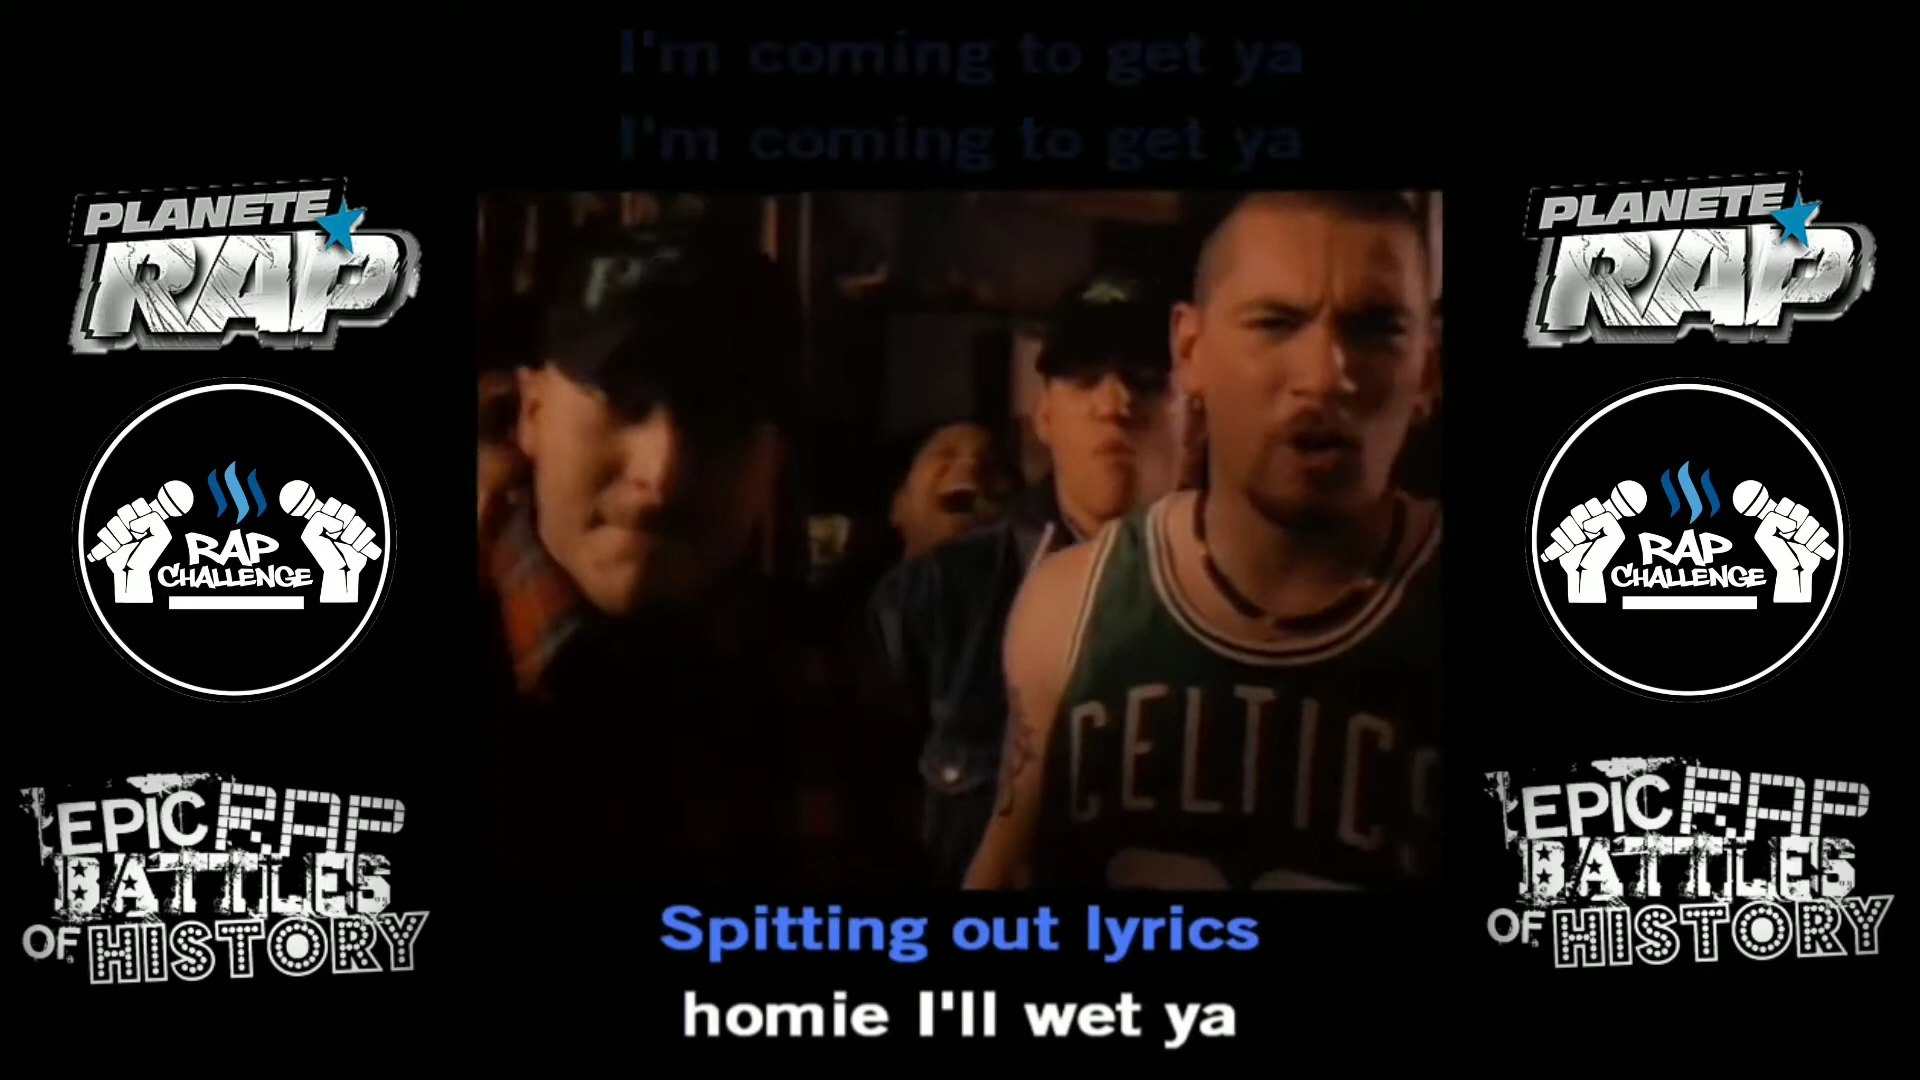 I'm coming to get ya
I'm coming to get ya
PLANETE
RAP
PLANETE
RAP
RAP
CHALLENGE
RAP
CHALLENGE
CELTICS
EPIC RAP
BATTLES
OF HISTORY
EPIC RAP
BATTLES
OF HISTORY
Spitting out lyrics
homie I'll wet ya